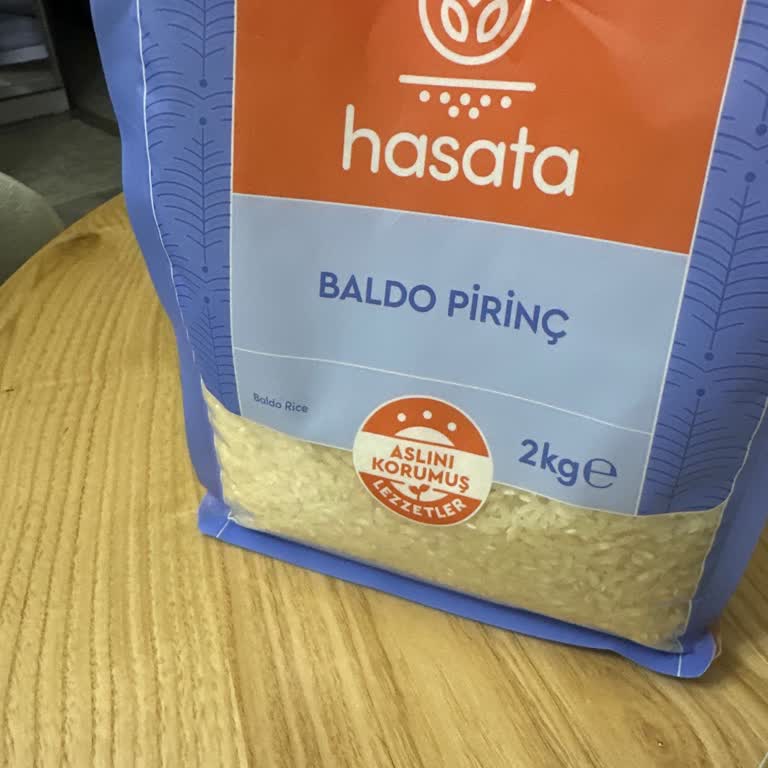 hasata
BALDO PİRİNÇ
Baldo Rice
2kg℮
ASLINI
KORUMUŞ
LEZZETLER